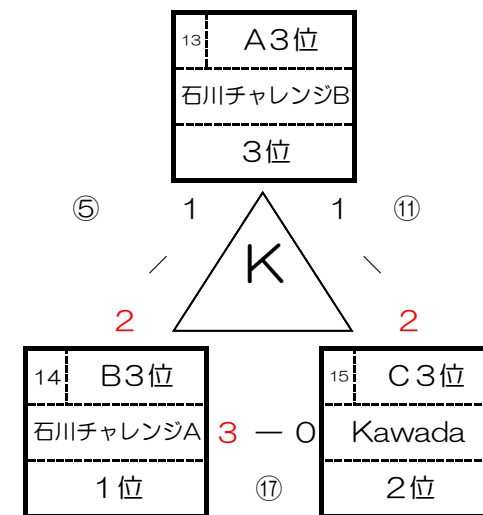 13 A3位
石川チャレンジB
3位
⑤ 1 1 ⑪
／ K ＼
2 2
14 B3位
石川チャレンジA
1位
3 — 0
⑰
15 C3位
Kawada
2位